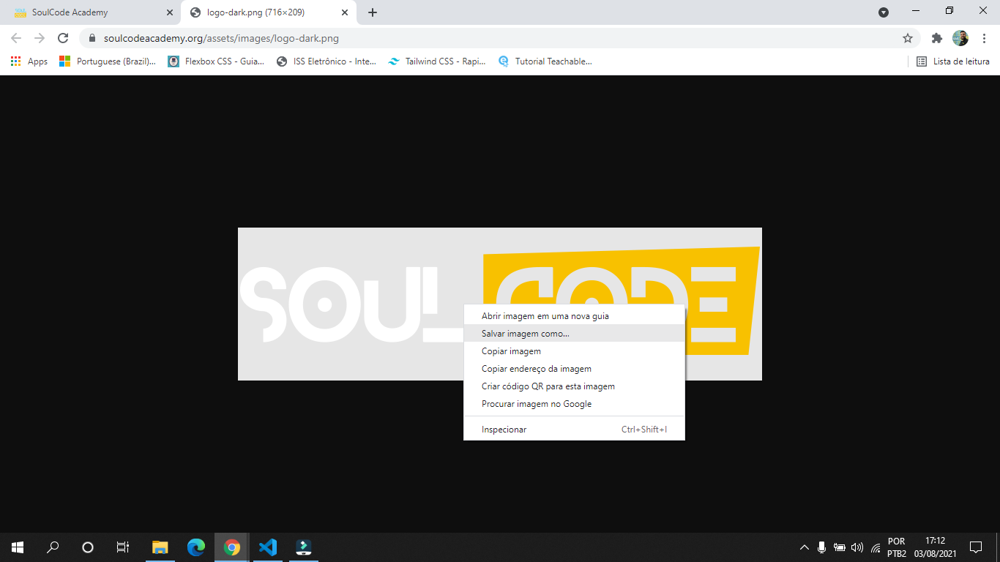 SoulCode Academy
logo-dark.png (716×209)
soulcodeacademy.org/assets/images/logo-dark.png
Apps
Portuguese (Brazil)...
Flexbox CSS - Guia...
ISS Eletrônico - Inte...
Tailwind CSS - Rapi...
Tutorial Teachable...
Lista de leitura
SOUL CODE
Abrir imagem em uma nova guia
Salvar imagem como...
Copiar imagem
Copiar endereço da imagem
Criar código QR para esta imagem
Procurar imagem no Google
Inspecionar Ctrl+Shift+I
POR
PTB2
17:12
03/08/2021